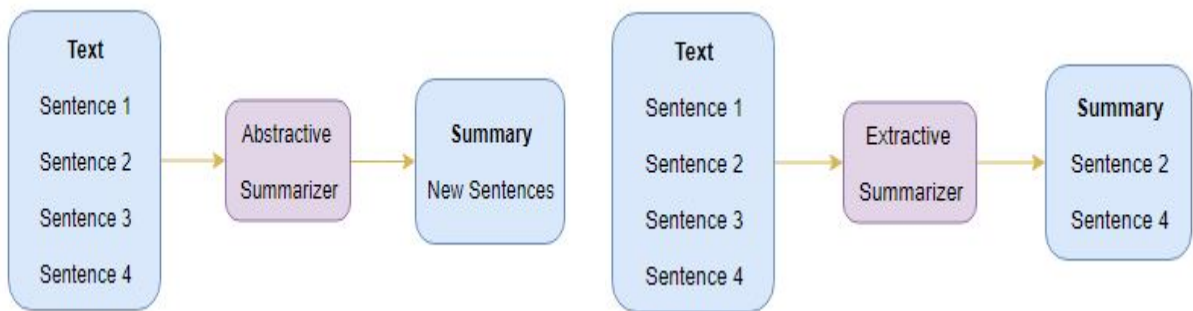 Text
Sentence 1
Sentence 2
Sentence 3
Sentence 4
Abstractive
Summarizer
Summary
New Sentences
Text
Sentence 1
Sentence 2
Sentence 3
Sentence 4
Extractive
Summarizer
Summary
Sentence 2
Sentence 4